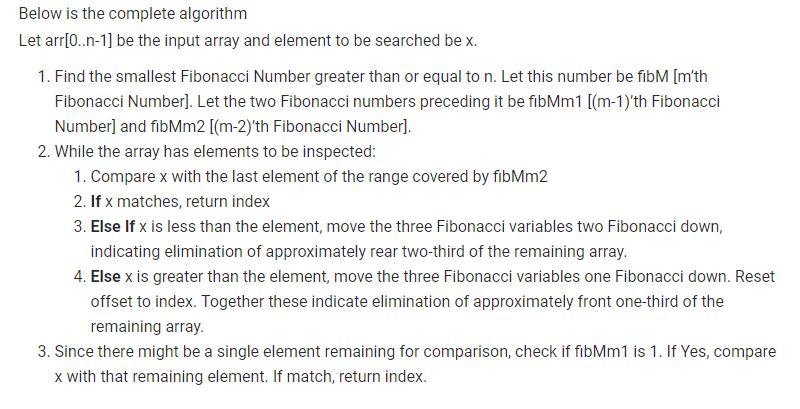 Below is the complete algorithm
Let arr[0..n-1] be the input array and element to be searched be x.
1. Find the smallest Fibonacci Number greater than or equal to n. Let this number be fibM [m'th
Fibonacci Number]. Let the two Fibonacci numbers preceding it be fibMm1 [(m-1)'th Fibonacci
Number] and fibMm2 [(m-2)'th Fibonacci Number].
2. While the array has elements to be inspected:
1. Compare x with the last element of the range covered by fibMm2
2. If x matches, return index
3. Else If x is less than the element, move the three Fibonacci variables two Fibonacci down,
indicating elimination of approximately rear two-third of the remaining array.
4. Else x is greater than the element, move the three Fibonacci variables one Fibonacci down. Reset
offset to index. Together these indicate elimination of approximately front one-third of the
remaining array.
3. Since there might be a single element remaining for comparison, check if fibMm1 is 1. If Yes, compare
x with that remaining element. If match, return index.